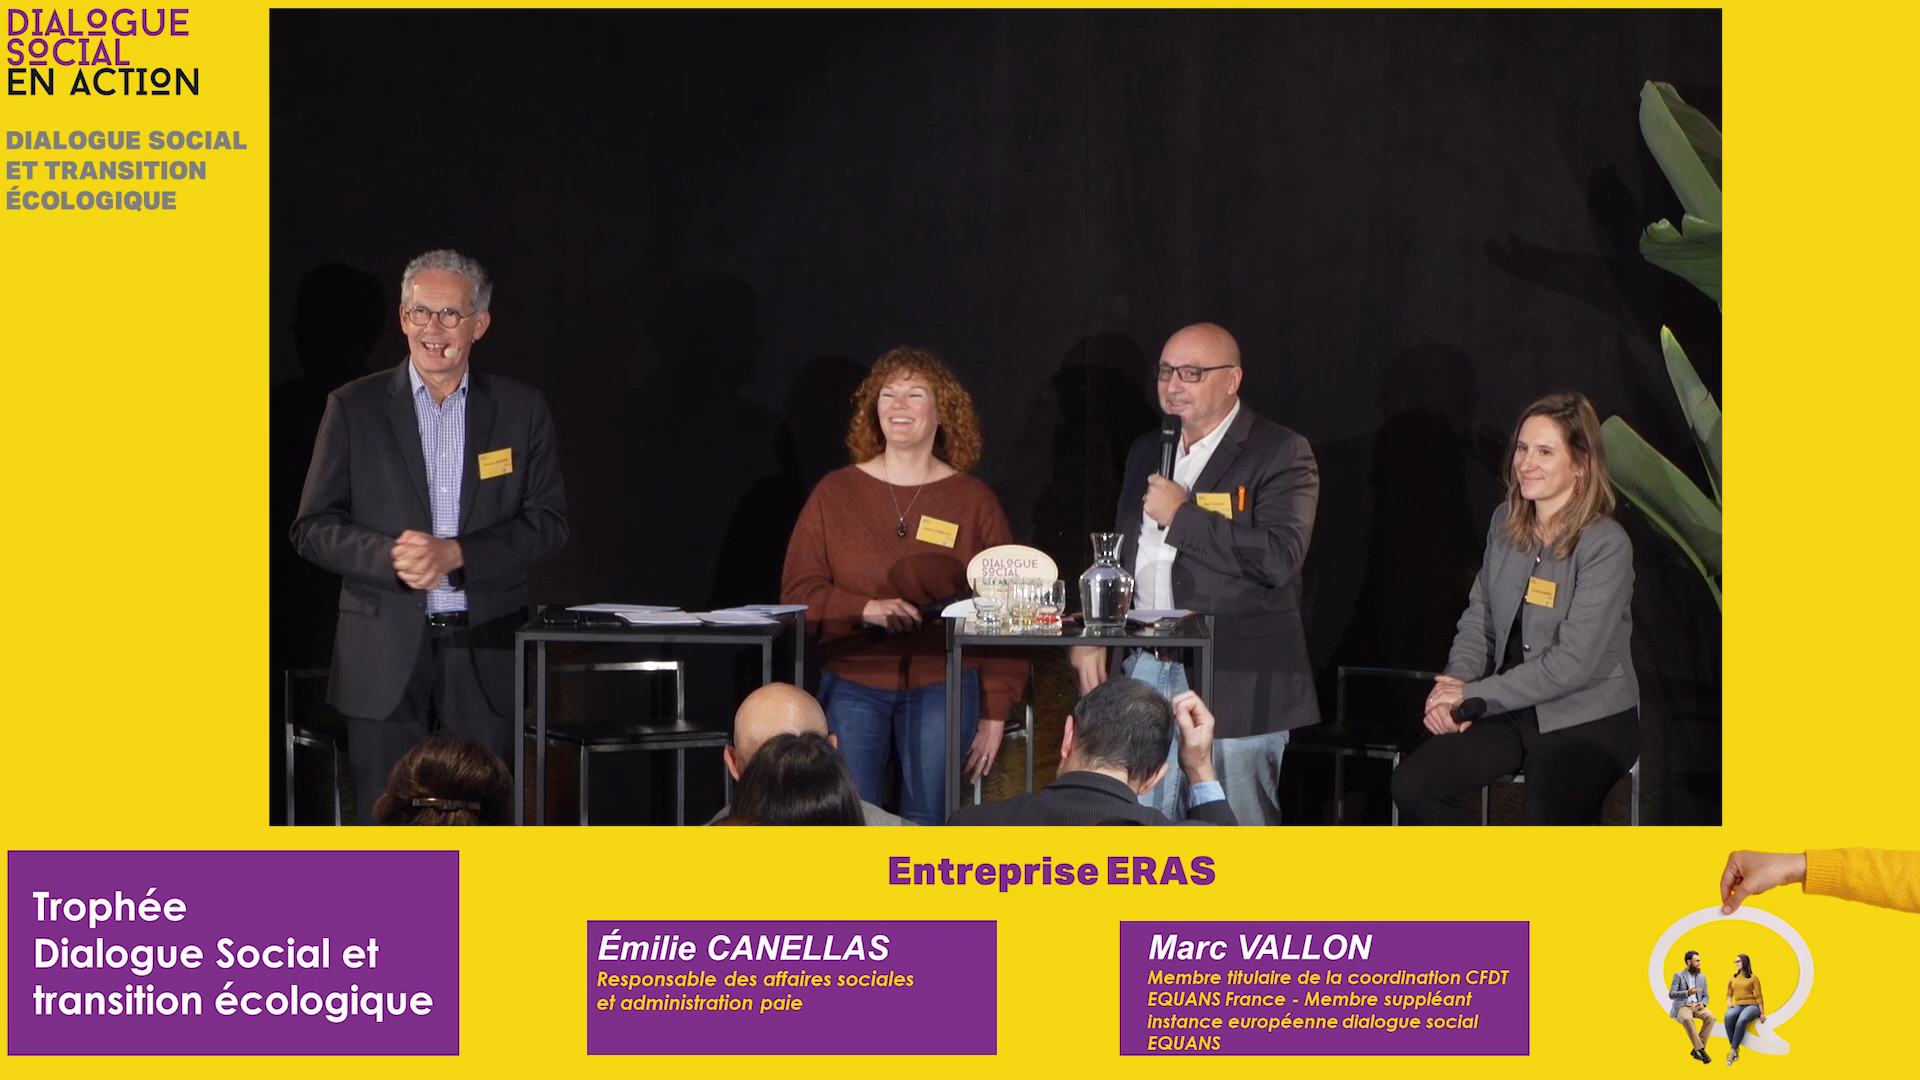 DIALOGUE
SOCIAL
EN ACTION
DIALOGUE SOCIAL
ET TRANSITION
ÉCOLOGIQUE
DIALOGUE
SOCIAL
Trophée
Dialogue Social et
transition écologique
Entreprise ERAS
Émilie CANELLAS
Responsable des affaires sociales
et administration paie
Marc VALLON
Membre titulaire de la coordination CFDT
EQUANS France - Membre suppléant
instance européenne dialogue social
EQUANS